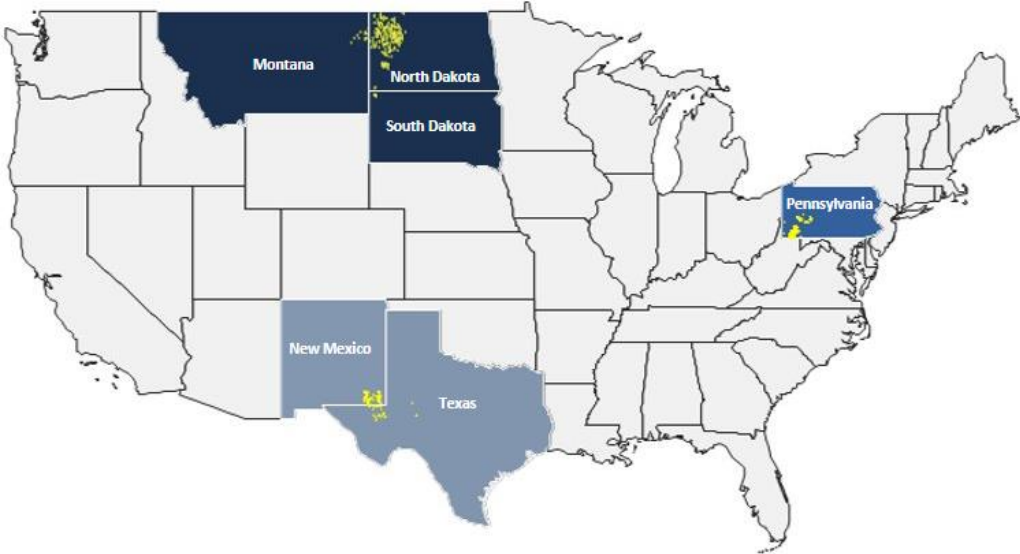 Montana
North Dakota
South Dakota
Pennsylvania
New Mexico
Texas